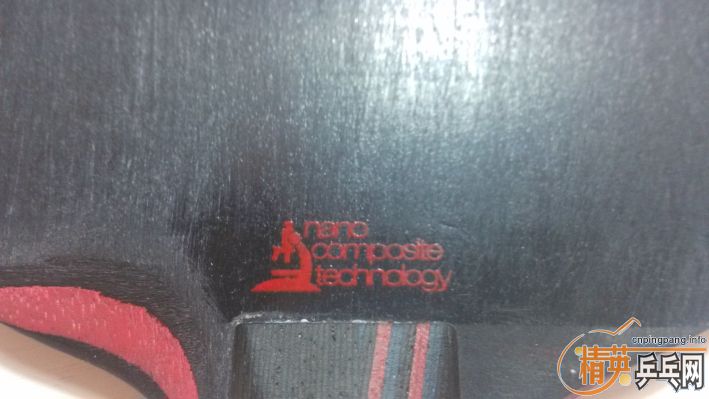 nano
composite
technology
cnpingpang.info
精英乒乓网